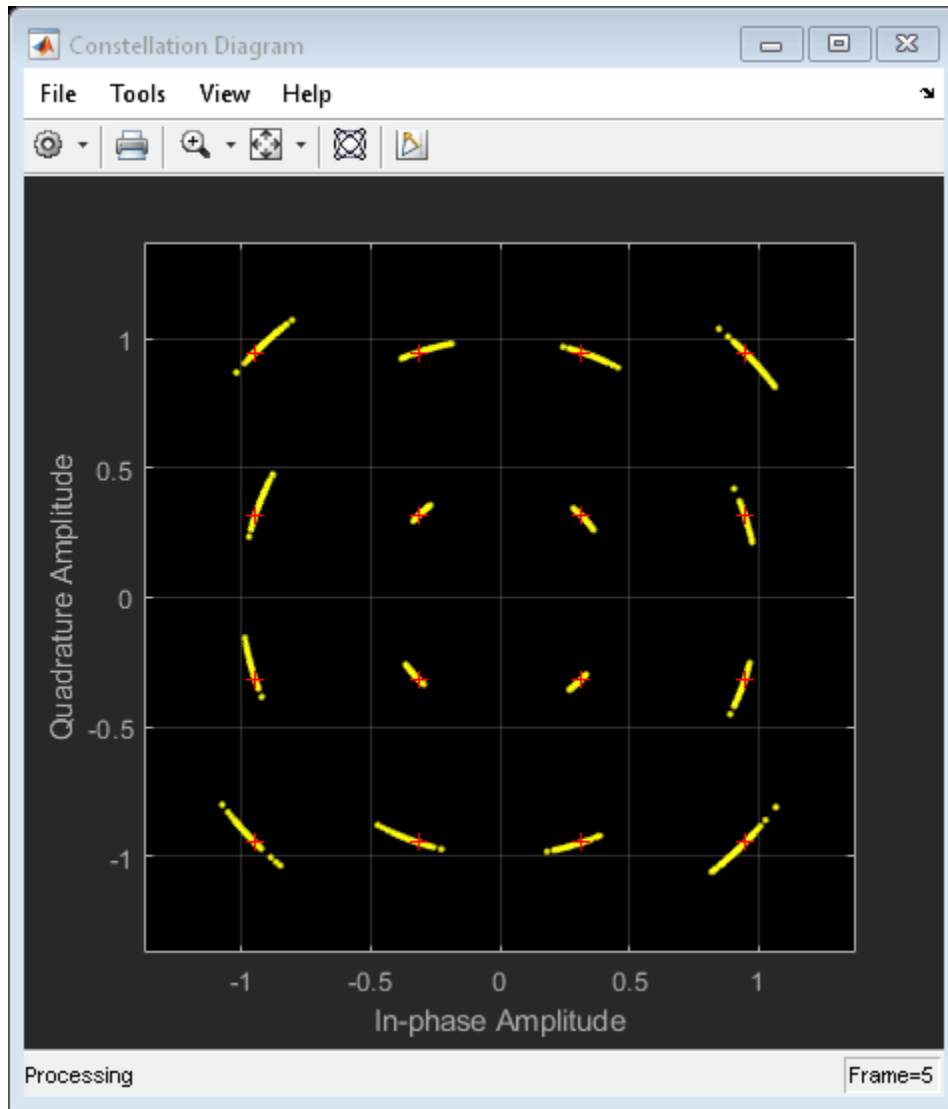 Constellation Diagram
File Tools View Help
1
0.5
0
-0.5
-1
Quadrature Amplitude
-1 -0.5 0 0.5 1
In-phase Amplitude
Processing Frame=5